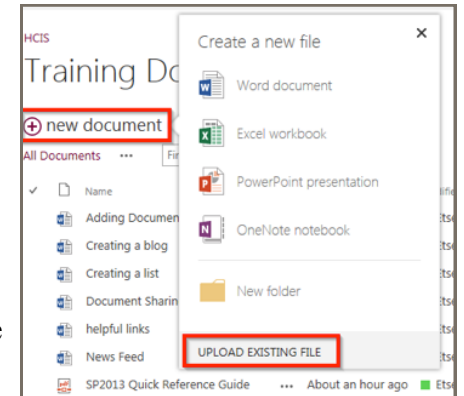 HCIS
Training Do
new document
All Documents ... Fin
Name
Adding Documen
Creating a blog
Creating a list
Document Sharin
helpful links
News Feed
SP2013 Quick Reference Guide ... About an hour ago Etse
Create a new file
Word document
Excel workbook
PowerPoint presentation
OneNote notebook
New folder
UPLOAD EXISTING FILE
e